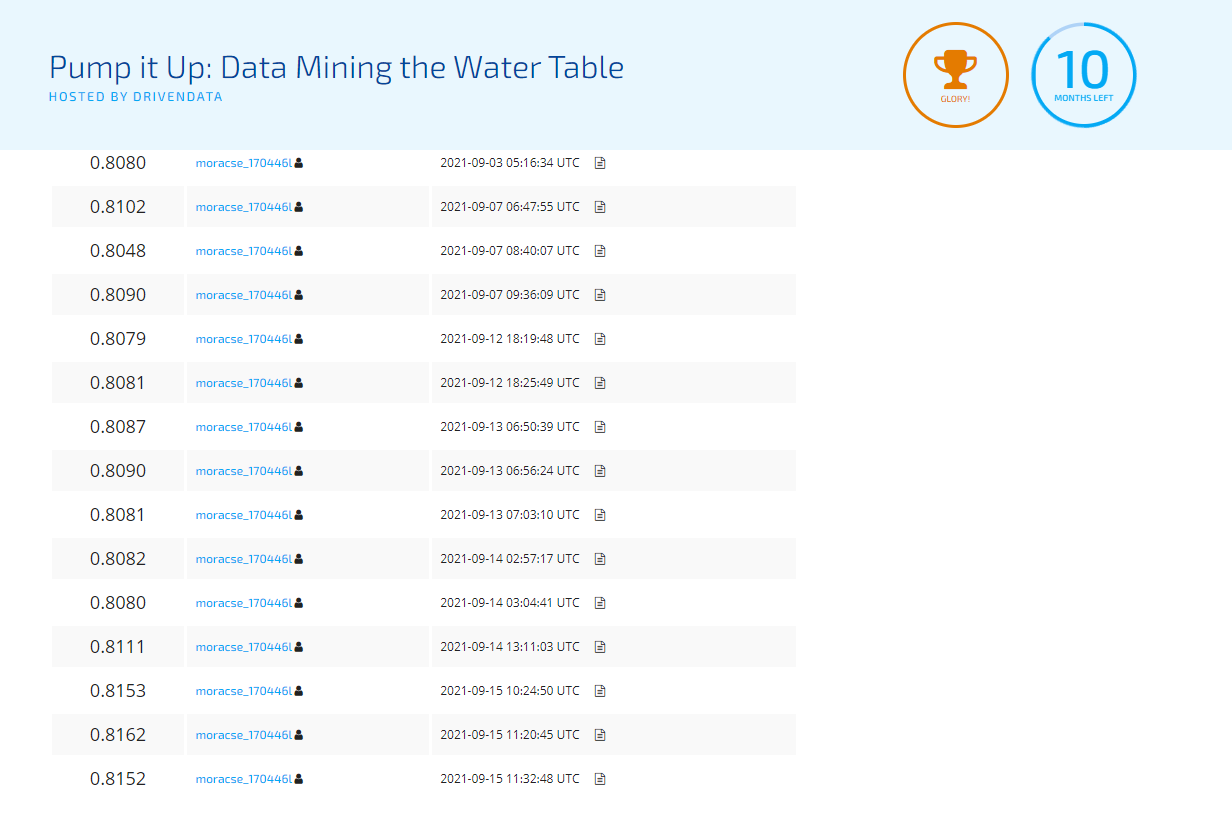 Pump it Up: Data Mining the Water Table
HOSTED BY DRIVENDATA
GLORY!
10
MONTHS LEFT
0.8080 moracse_170446l 2021-09-03 05:16:34 UTC
0.8102 moracse_170446l 2021-09-07 06:47:55 UTC
0.8048 moracse_170446l 2021-09-07 08:40:07 UTC
0.8090 moracse_170446l 2021-09-07 09:36:09 UTC
0.8079 moracse_170446l 2021-09-12 18:19:48 UTC
0.8081 moracse_170446l 2021-09-12 18:25:49 UTC
0.8087 moracse_170446l 2021-09-13 06:50:39 UTC
0.8090 moracse_170446l 2021-09-13 06:56:24 UTC
0.8081 moracse_170446l 2021-09-13 07:03:10 UTC
0.8082 moracse_170446l 2021-09-14 02:57:17 UTC
0.8080 moracse_170446l 2021-09-14 03:04:41 UTC
0.8111 moracse_170446l 2021-09-14 13:11:03 UTC
0.8153 moracse_170446l 2021-09-15 10:24:50 UTC
0.8162 moracse_170446l 2021-09-15 11:20:45 UTC
0.8152 moracse_170446l 2021-09-15 11:32:48 UTC